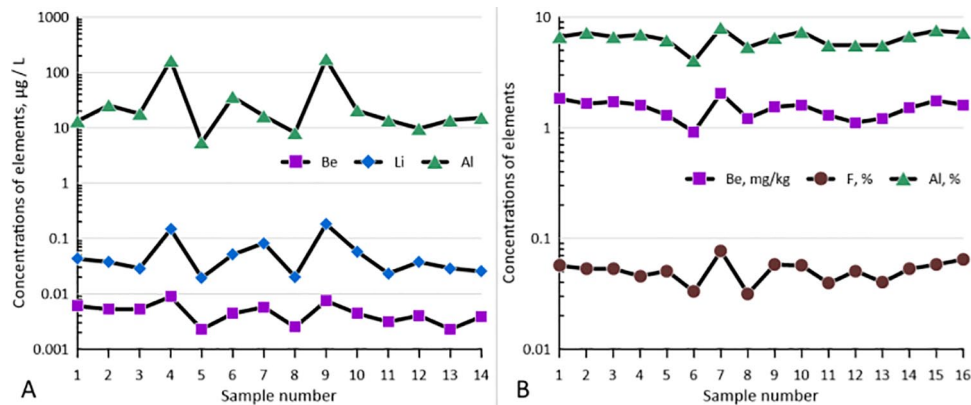 1000
100
10
1
0.1
0.01
0.001
Concentrations of elements, µg / L
Be Li Al
1 2 3 4 5 6 7 8 9 10 11 12 13 14
Sample number
A
10
1
0.1
0.01
Concentrations of elements
Be, mg/kg F, % Al, %
1 2 3 4 5 6 7 8 9 10 11 12 13 14 15 16
Sample number
B